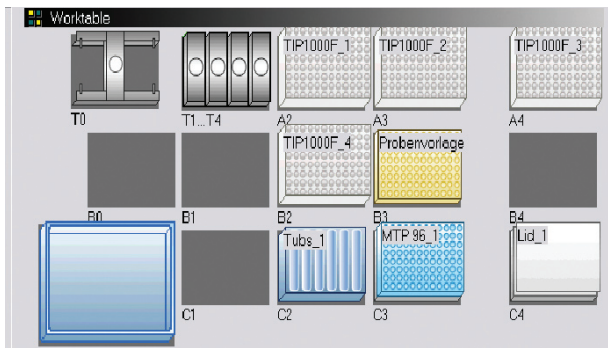 Worktable
TIP1000F_1 TIP1000F_2 TIP1000F_3
T0 T1...T4 A2 A3 A4
TIP1000F_4 Probenvorlage
B0 B1 B2 B3 B4
Tubs_1 MTP 96_1 Lid_1
C1 C2 C3 C4